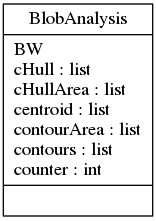 BlobAnalysis
BW
cHull : list
cHullArea : list
centroid : list
contourArea : list
contours : list
counter : int